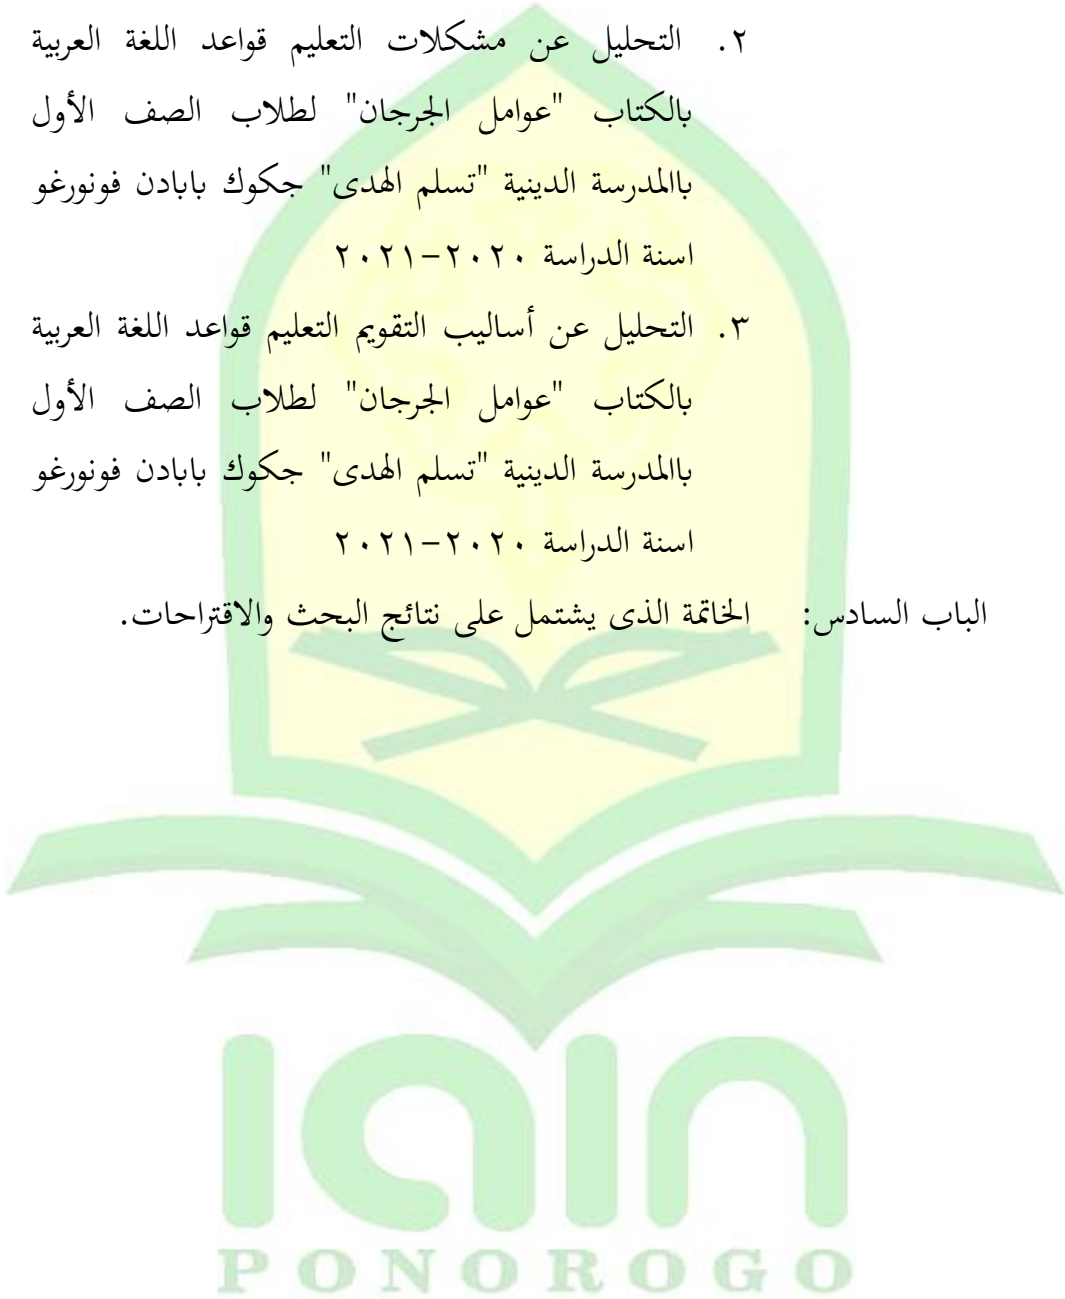 ٢. التحليل عن مشكلات التعليم قواعد اللغة العربية
بالكتاب "عوامل الجرجان" لطلاب الصف الأول
باالمدرسة الدينية "تسلم الهدى" جكوك بابادن فونورغو
اسنة الدراسة ٢٠٢٠-٢٠٢١
٣. التحليل عن أساليب التقويم التعليم قواعد اللغة العربية
بالكتاب "عوامل الجرجان" لطلاب الصف الأول
باالمدرسة الدينية "تسلم الهدى" جكوك بابادن فونورغو
اسنة الدراسة ٢٠٢٠-٢٠٢١
الباب السادس: الخاتمة الذى يشتمل على نتائج البحث والاقتراحات.
iain
PONOROGO